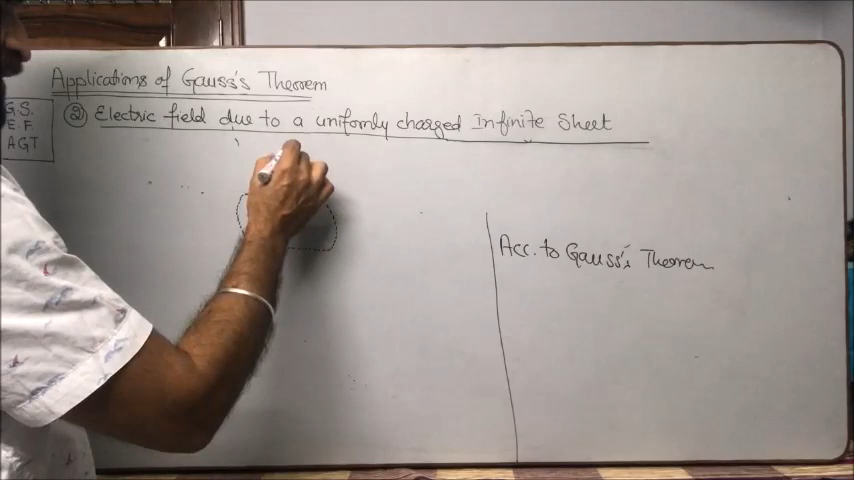 Applications of Gauss's Theorem
G.S.
E.F.
AGT
② Electric field due to a uniformly charged Infinite Sheet
Acc. to Gauss's Theorem